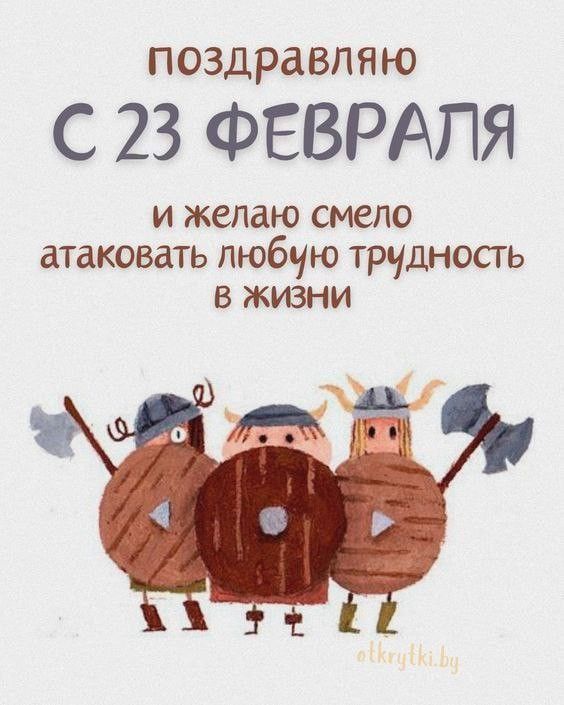 поздравляю
С 23 ФЕВРАЛЯ
и желаю смело
атаковать любую трудность
в жизни
otkrytki.by